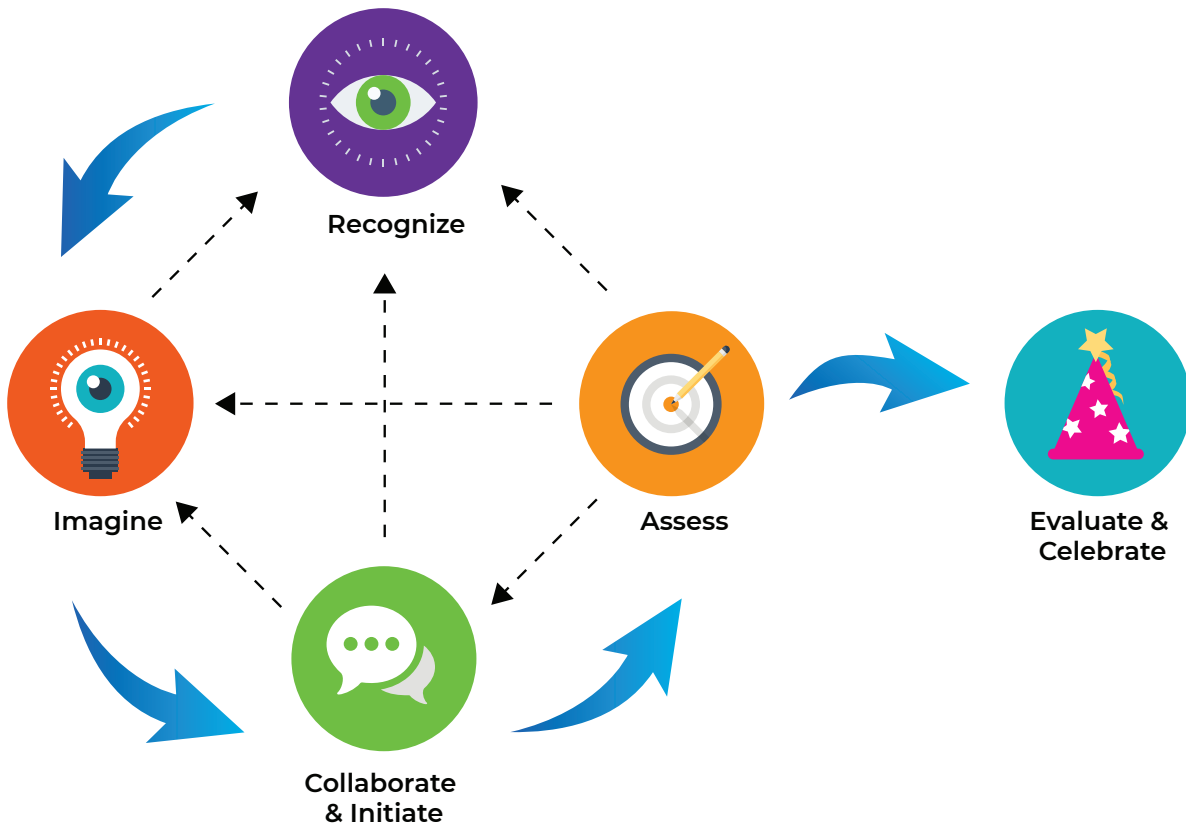 Recognize
Imagine
Assess
Evaluate &
Celebrate
Collaborate
& Initiate